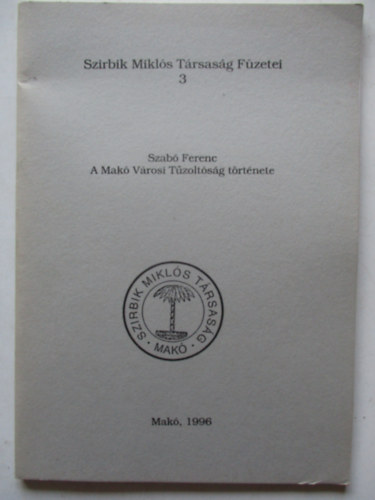 Szirbik Miklós Társaság Füzetei
3
Szabó Ferenc
A Makó Városi Tűzoltóság története
SZIRBIK MIKLÓS TÁRSASÁG
· MAKÓ ·
Makó, 1996